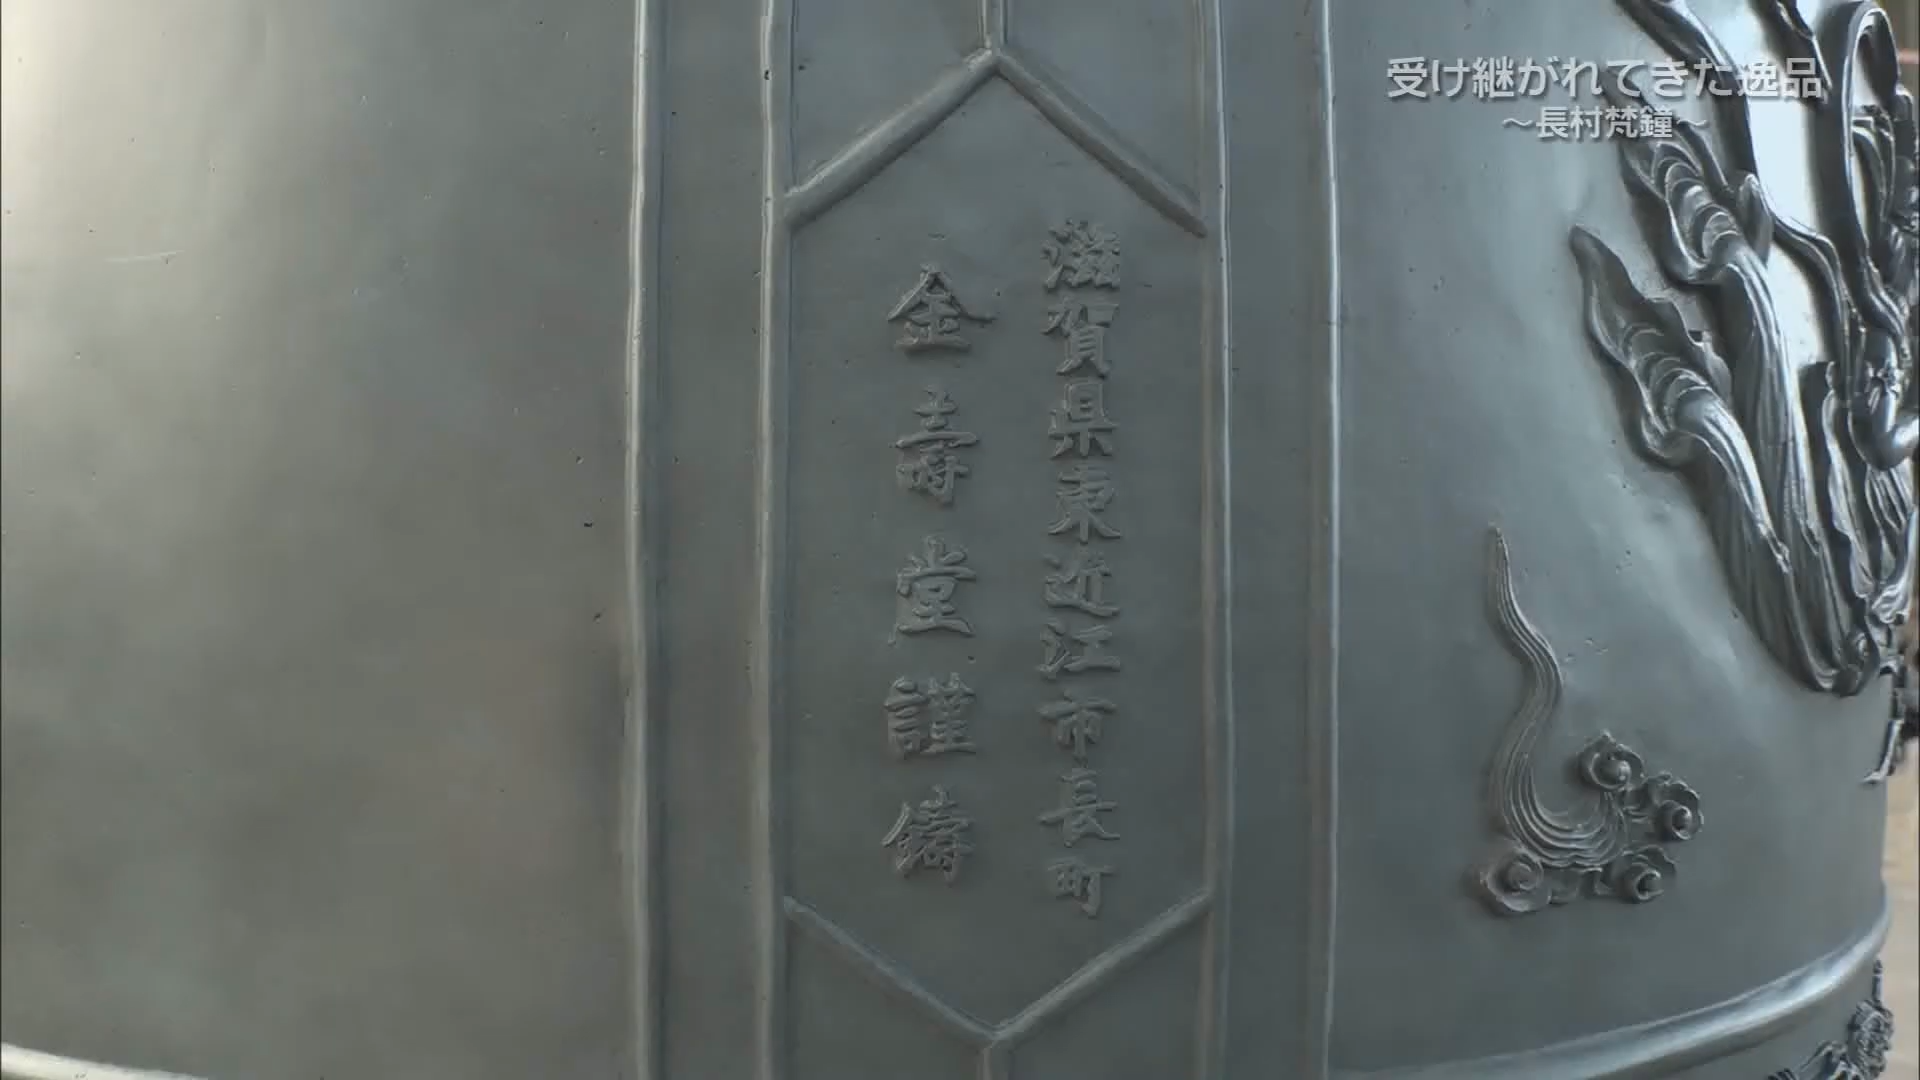 受け継がれてきた逸品
〜長村梵鐘〜
滋賀県東近江市長町
金壽堂謹鋳